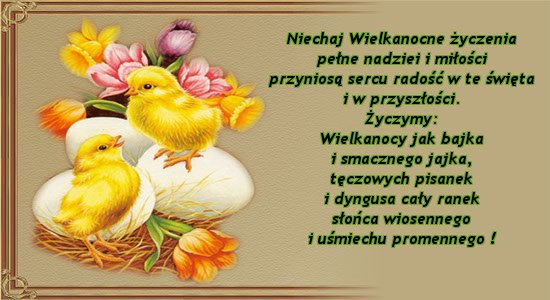 Niechaj Wielkanocne życzenia
pełne nadziei i miłości
przyniosą sercu radość w te święta
i w przyszłości.
Życzymy:
Wielkanocy jak bajka
i smacznego jajka,
tęczowych pisanek
i dyngusa cały ranek
słońca wiosennego
i uśmiechu promennego !